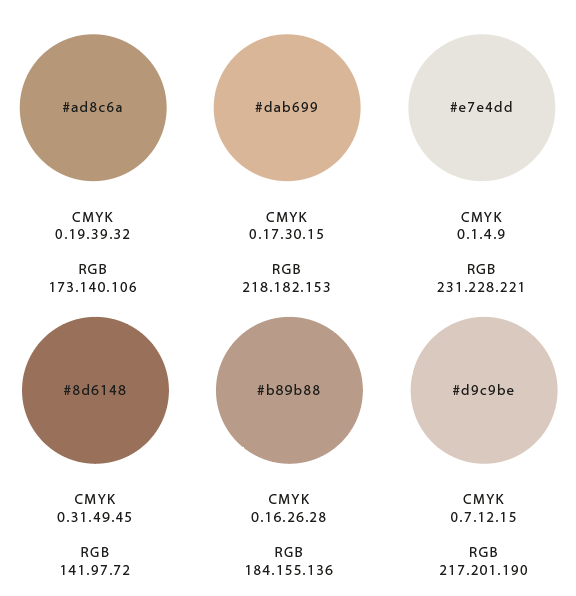 #ad8c6a
#dab699
#e7e4dd
CMYK
0.19.39.32
CMYK
0.17.30.15
CMYK
0.1.4.9
RGB
173.140.106
RGB
218.182.153
RGB
231.228.221
#8d6148
#b89b88
#d9c9be
CMYK
0.31.49.45
CMYK
0.16.26.28
CMYK
0.7.12.15
RGB
141.97.72
RGB
184.155.136
RGB
217.201.190